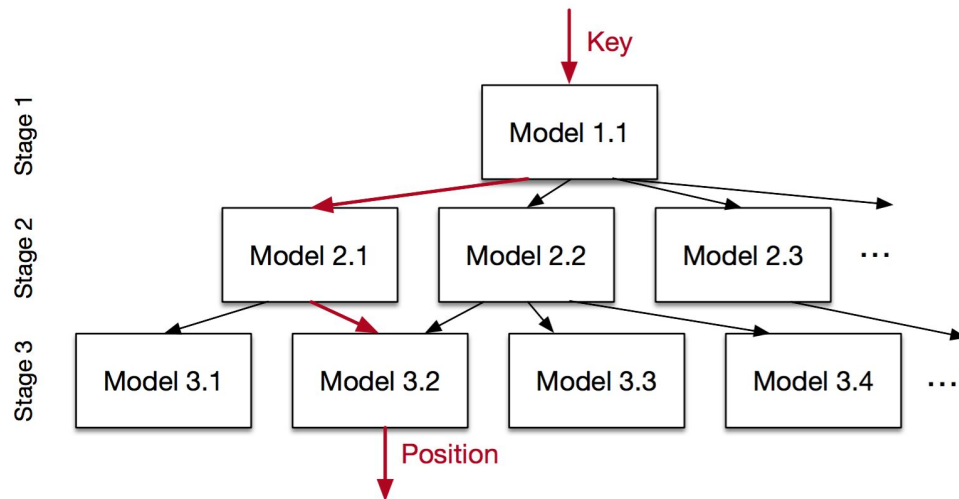 Key
Stage 1
Model 1.1
Stage 2
Model 2.1
Model 2.2
Model 2.3
...
Stage 3
Model 3.1
Model 3.2
Model 3.3
Model 3.4
...
Position